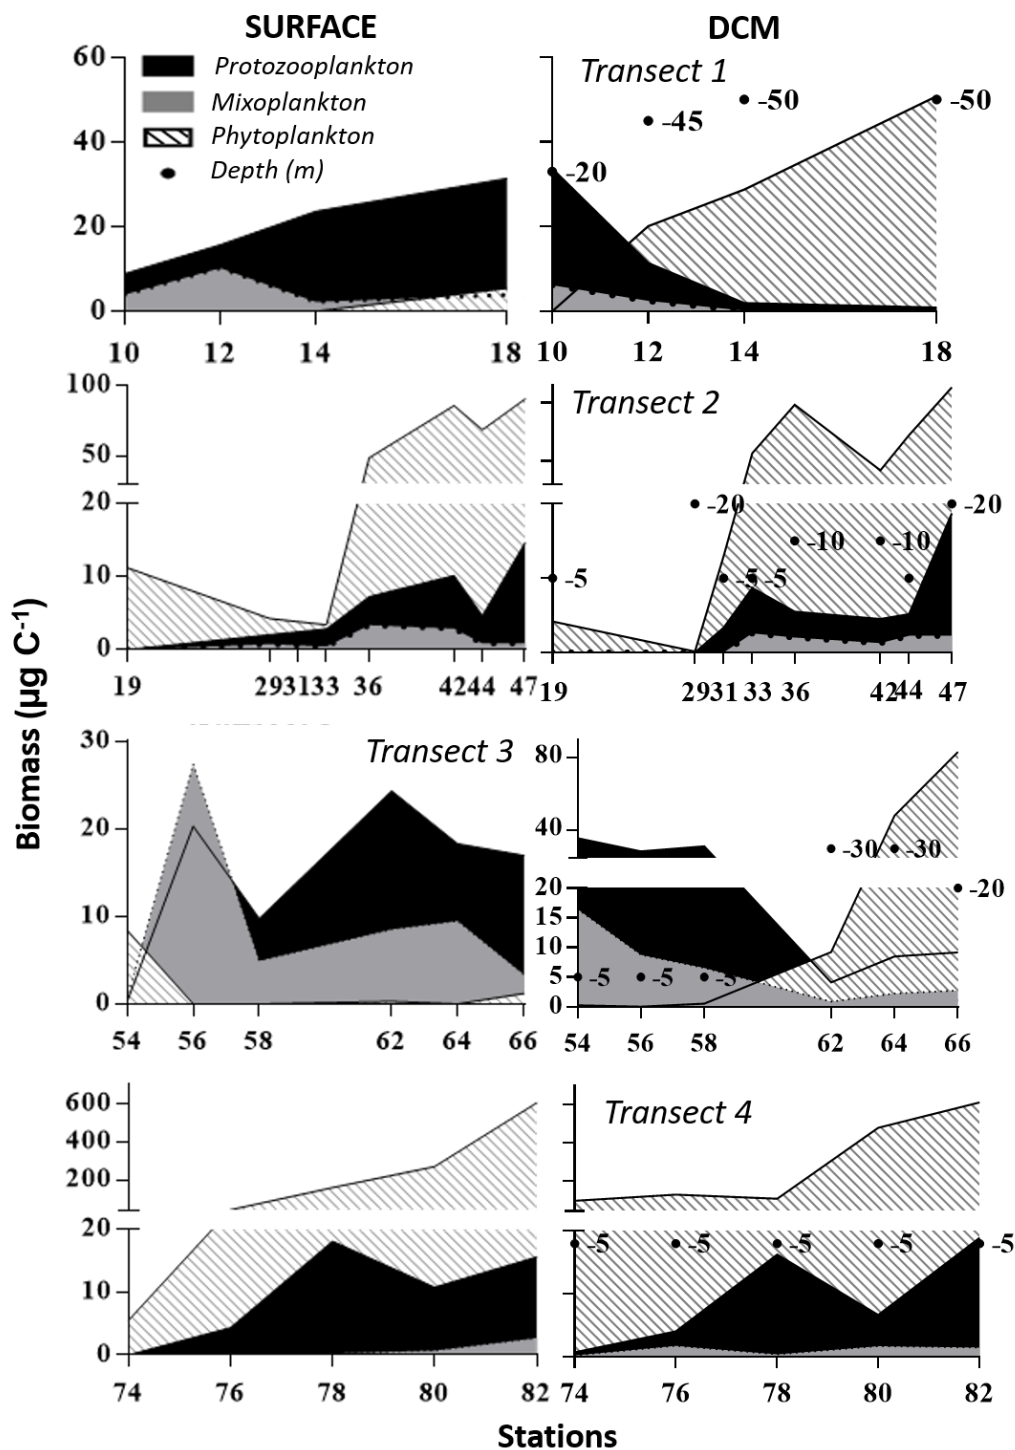 SURFACE DCM
60
Protozooplankton
Mixoplankton
Phytoplankton
Depth (m)
40
20
0
10 12 14 18
Transect 1
-50 -50
-45
-20
10 12 14 18
100
50
20
10
0
19 29 31 33 36 42 44 47
Transect 2
-20 -20
-10 -10
-5 -5 -5
19 29 31 33 36 42 44 47
Biomass (µg C-1)
30
20
10
0
Transect 3
54 56 58 62 64 66
80
40
-30 -30
20
-20
15
10
5
-5 -5 -5
0
54 56 58 62 64 66
600
400
200
20
10
0
74 76 78 80 82
Transect 4
-5 -5 -5 -5 -5
74 76 78 80 82
Stations